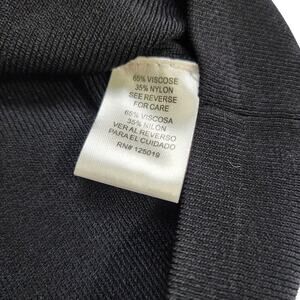 65% VISCOSE
35% NYLON
SEE REVERSE
FOR CARE
65% VISCOSA
35% NILON
VER AL REVERSO
PARA EL CUIDADO
RN# 125019